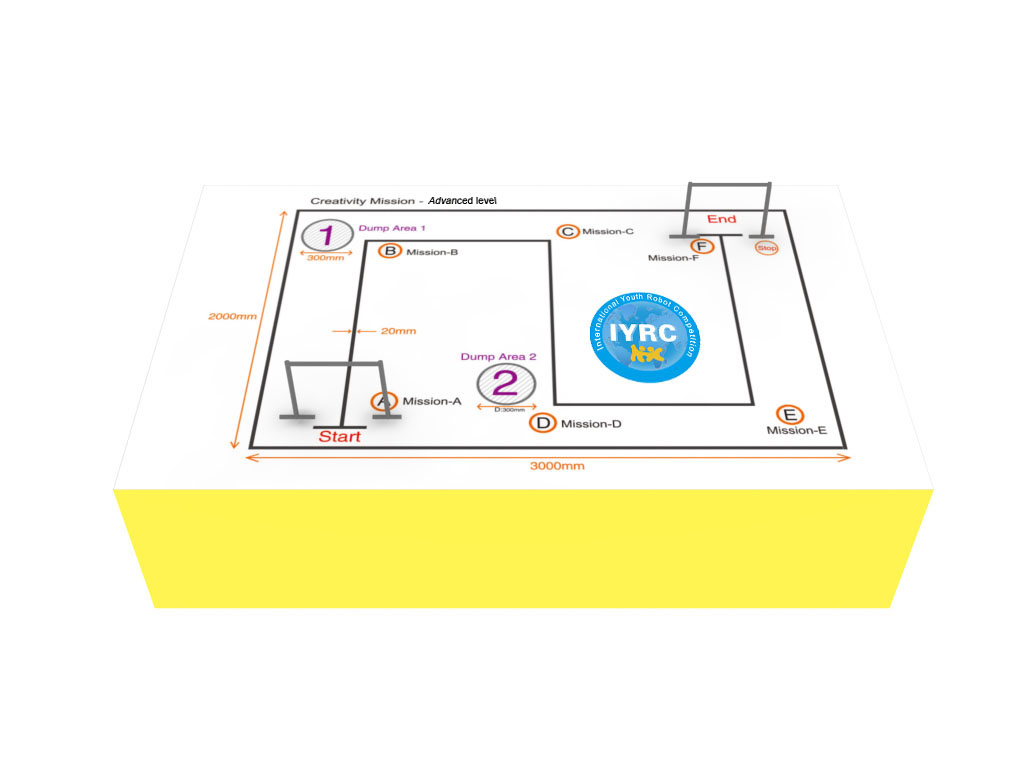 Creativity Mission - Advanced level
End
1
Dump Area 1
300mm
C
Mission-C
B
Mission-B
F
Mission-F
Stop
2000mm
20mm
International Youth Robot Competition
IYRC
Dump Area 2
2
D:300mm
A
Mission-A
D
Mission-D
E
Mission-E
Start
3000mm